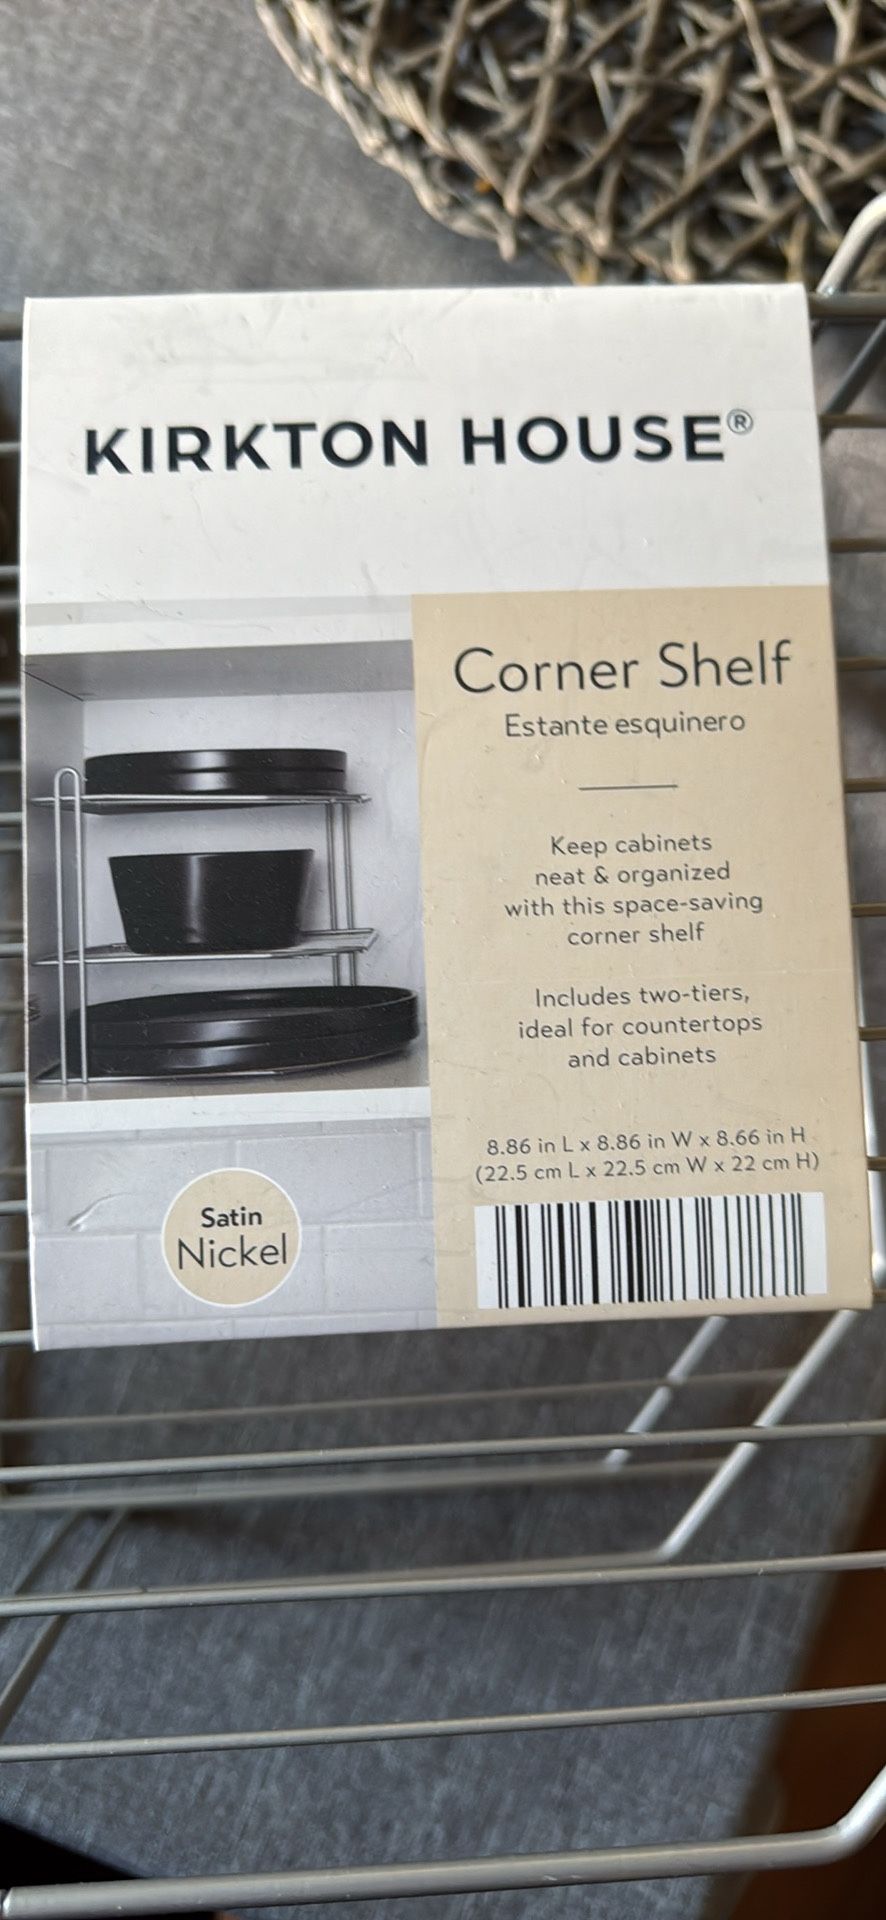 KIRKTON HOUSE®
Corner Shelf
Estante esquinero
Keep cabinets
neat & organized
with this space-saving
corner shelf
Includes two-tiers,
ideal for countertops
and cabinets
8.86 in L x 8.86 in W x 8.66 in H
(22.5 cm L x 22.5 cm W x 22 cm H)
Satin
Nickel